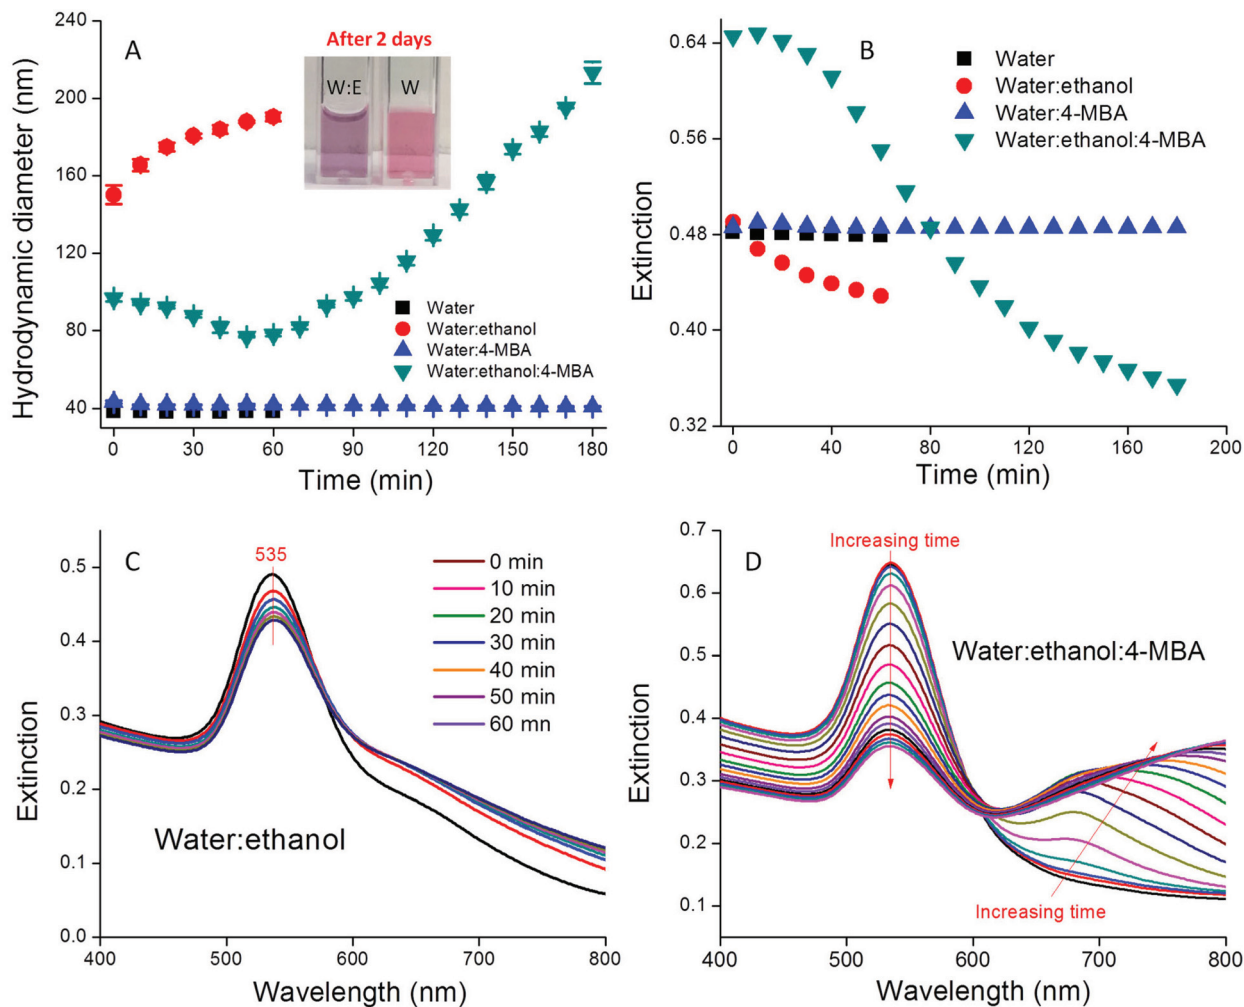 A
After 2 days
W:E
W
Hydrodynamic diameter (nm)
240
200
160
120
80
40
Water
Water:ethanol
Water:4-MBA
Water:ethanol:4-MBA
0
30
60
90
120
150
180
Time (min)
B
Extinction
0.64
0.56
0.48
0.40
0.32
Water
Water:ethanol
Water:4-MBA
Water:ethanol:4-MBA
0
40
80
120
160
200
Time (min)
C
535
Extinction
0.5
0.4
0.3
0.2
0.1
0.0
0 min
10 min
20 min
30 min
40 min
50 min
60 mn
Water:ethanol
400
500
600
700
800
Wavelength (nm)
D
Increasing time
Extinction
0.7
0.6
0.5
0.4
0.3
0.2
0.1
Water:ethanol:4-MBA
Increasing time
400
500
600
700
800
Wavelength (nm)